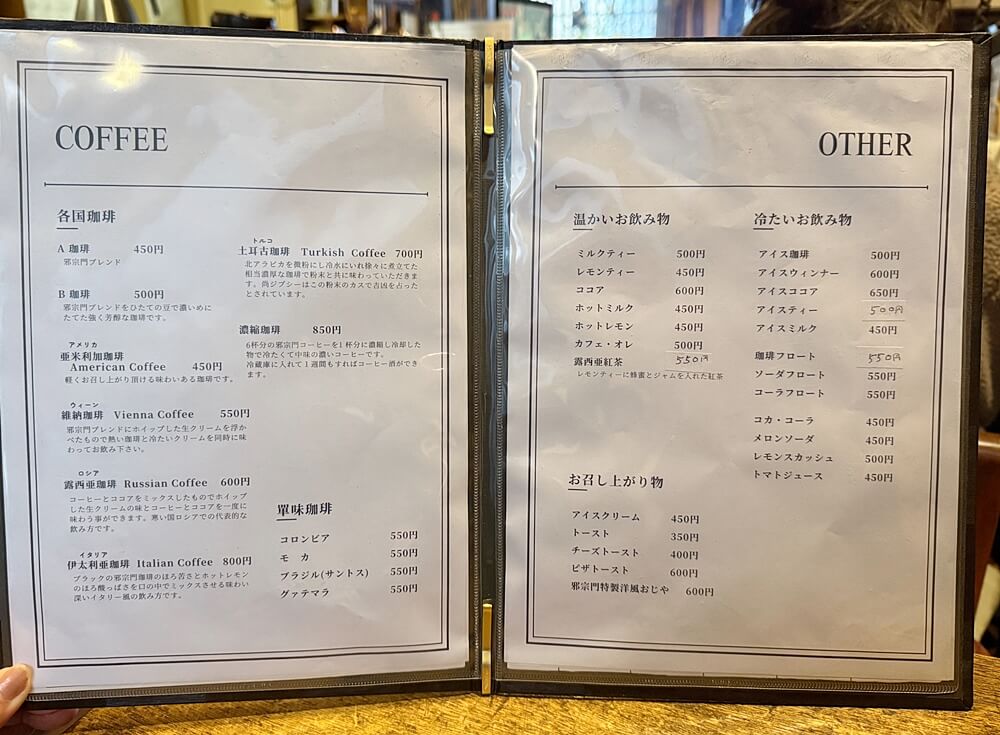 COFFEE
各国珈琲
A 珈琲 450円
邪宗門ブレンド
B 珈琲 500円
邪宗門ブレンドをひたての豆で濃いめに
たてた強く芳醇な珈琲です。
アメリカ
亜米利加珈琲
American Coffee 450円
軽くお召し上がり頂ける味わいある珈琲です。
ウィーン
維納珈琲 Vienna Coffee 550円
邪宗門ブレンドにホイップした生クリームを浮か
べたもので熱い珈琲と冷たいクリームを同時に味
わってお飲み下さい。
ロシア
露西亜珈琲 Russian Coffee 600円
コーヒーとココアをミックスしたものでホイップ
した生クリームの味とコーヒーとココアを一度に
味わう事ができます。寒い国ロシアでの代表的な
飲み方です。
イタリア
伊太利亜珈琲 Italian Coffee 800円
ブラックの邪宗門珈琲のほろ苦さとホットレモン
のほろ酸っぱさを口の中でミックスさせる味わい
深いイタリー風の飲み方です。
トルコ
土耳古珈琲 Turkish Coffee 700円
北アラビカを微粉にし冷水にいれ徐々に煮立てた
相当濃厚な珈琲で粉末と共に味わっていただきま
す。尚ジプシーはこの粉末のカスで吉凶を占った
とされています。
濃縮珈琲 850円
6杯分の邪宗門コーヒーを1杯分に濃縮し冷却した
物で冷たくて中味の濃いコーヒーです。
冷蔵庫に入れて1週間もすればコーヒー酒ができ
ます。
單味珈琲
コロンビア 550円
モ カ 550円
ブラジル(サントス) 550円
グァテマラ 550円
OTHER
温かいお飲み物
ミルクティー 500円
レモンティー 450円
ココア 600円
ホットミルク 450円
ホットレモン 450円
カフェ・オレ 500円
露西亜紅茶 550円
レモンティーに蜂蜜とジャムを入れた紅茶
お召し上がり物
アイスクリーム 450円
トースト 350円
チーズトースト 400円
ピザトースト 600円
邪宗門特製洋風おじや 600円
冷たいお飲み物
アイス珈琲 500円
アイスウィンナー 600円
アイスココア 650円
アイスティー 500円
アイスミルク 450円
珈琲フロート 550円
ソーダフロート 550円
コーラフロート 550円
コカ・コーラ 450円
メロンソーダ 450円
レモンスカッシュ 500円
トマトジュース 450円